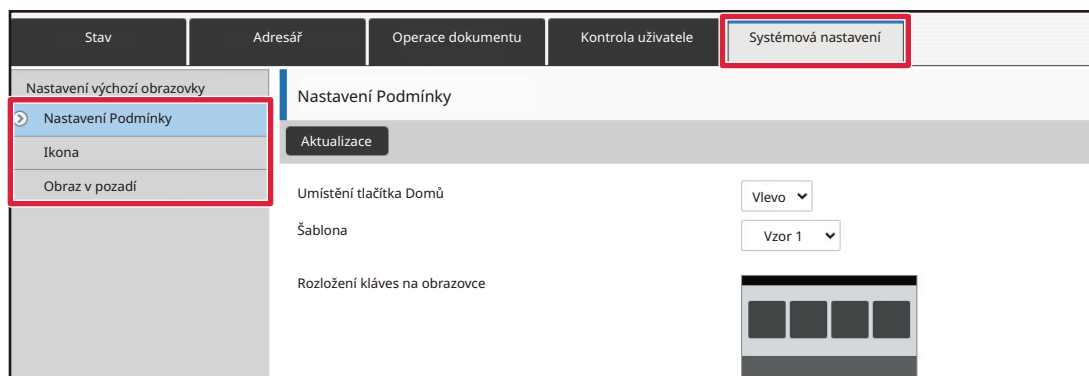 Stav Adresář Operace dokumentu Kontrola uživatele Systémová nastavení
Nastavení výchozí obrazovky
Nastavení Podmínky
Ikona
Obraz v pozadí
Nastavení Podmínky
Aktualizace
Umístění tlačítka Domů Vlevo
Šablona Vzor 1
Rozložení kláves na obrazovce